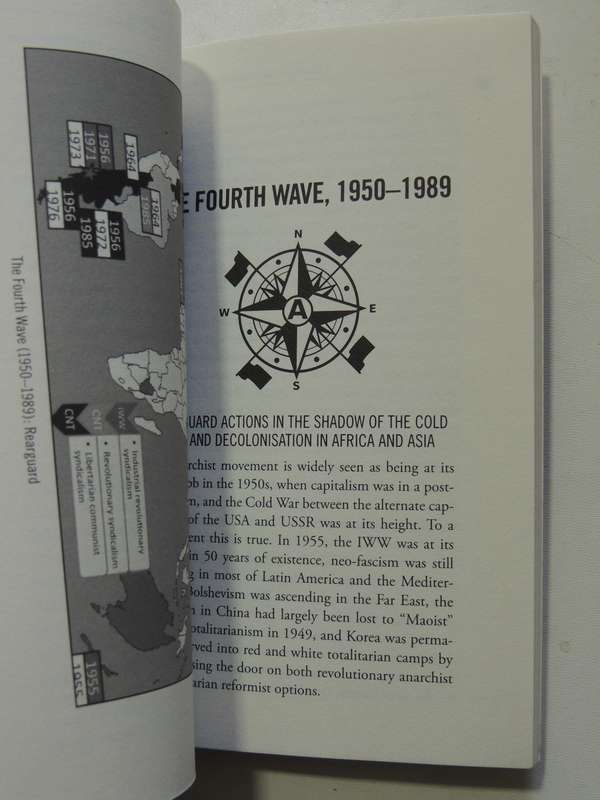 1964
1956
1971
1973
1964
1985
1956
1976
1956
1972
1985
IWW
CNT
CNT
• Industrial revolutionary
syndicalism
• Revolutionary syndicalism
• Libertarian communist
syndicalism
1955
The Fourth Wave (1950–1989): Rearguard
E FOURTH WAVE, 1950–1989
N
W
A
E
S
GUARD ACTIONS IN THE SHADOW OF THE COLD
AND DECOLONISATION IN AFRICA AND ASIA
rchist movement is widely seen as being at its
bb in the 1950s, when capitalism was in a post-
m, and the Cold War between the alternate cap-
of the USA and USSR was at its height. To a
ent this is true. In 1955, the IWW was at its
in 50 years of existence, neo-fascism was still
g in most of Latin America and the Mediter-
Bolshevism was ascending in the Far East, the
n in China had largely been lost to “Maoist”
otalitarianism in 1949, and Korea was perma-
rved into red and white totalitarian camps by
sing the door on both revolutionary anarchist
arian reformist options.